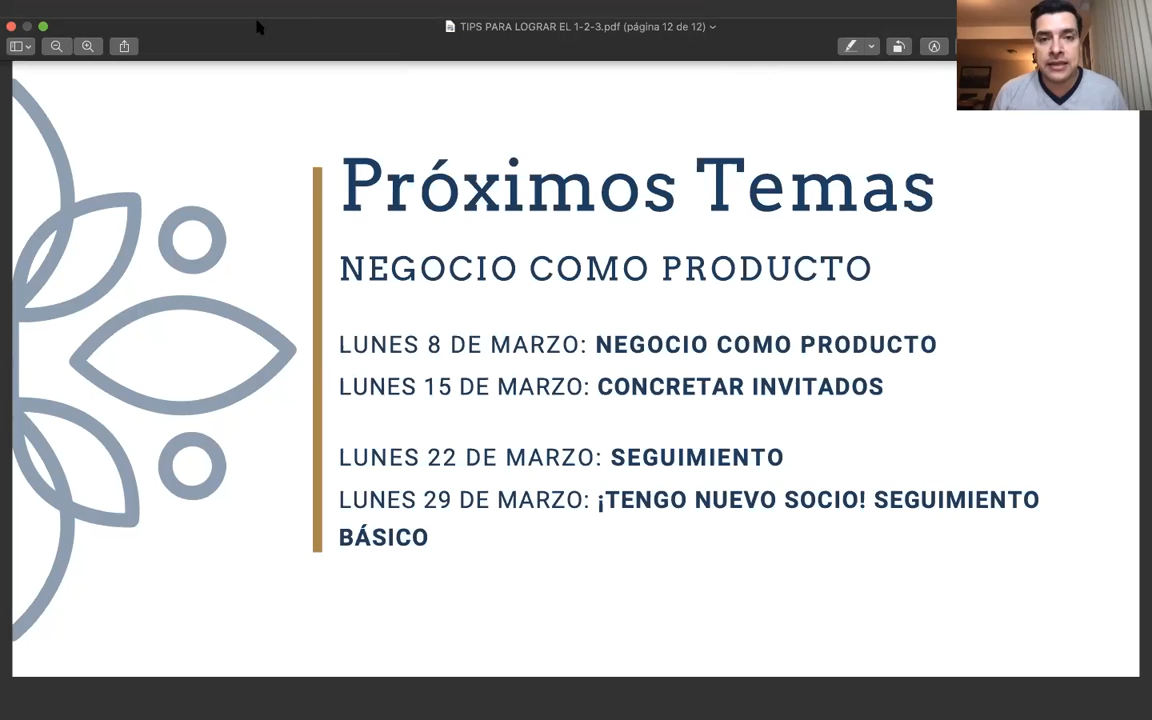 TIPS PARA LOGRAR EL 1-2-3.pdf (página 12 de 12)
Próximos Temas
NEGOCIO COMO PRODUCTO
LUNES 8 DE MARZO: NEGOCIO COMO PRODUCTO
LUNES 15 DE MARZO: CONCRETAR INVITADOS
LUNES 22 DE MARZO: SEGUIMIENTO
LUNES 29 DE MARZO: ¡TENGO NUEVO SOCIO! SEGUIMIENTO
BÁSICO